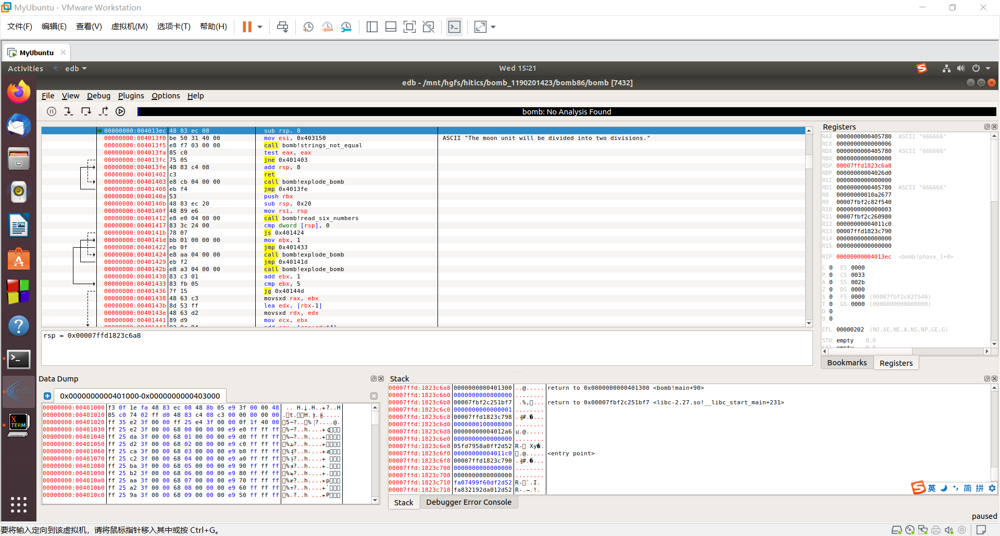 MyUbuntu - VMware Workstation
文件(F) 编辑(E) 查看(V) 虚拟机(M) 选项卡(T) 帮助(H)
MyUbuntu
Activities edb Wed 15:21
edb - /mnt/hgfs/hitics/bomb_1190201423/bomb86/bomb [7432]
File View Debug Plugins Options Help
bomb: No Analysis Found
00000000:004013ec 48 83 ec 08 sub rsp, 8
00000000:004013f0 be 50 31 40 00 mov esi, 0x403150 ASCII "The moon unit will be divided into two divisions."
00000000:004013f5 e8 f7 03 00 00 call bomb!strings_not_equal
00000000:004013fa 85 c0 test eax, eax
00000000:004013fc 75 05 jne 0x401403
00000000:004013fe 48 83 c4 08 add rsp, 8
00000000:00401402 c3 ret
00000000:00401403 e8 cb 04 00 00 call bomb!explode_bomb
00000000:00401408 eb f4 jmp 0x4013fe
00000000:0040140a 53 push rbx
00000000:0040140b 48 83 ec 20 sub rsp, 0x20
00000000:0040140f 48 89 e6 mov rsi, rsp
00000000:00401412 e8 e0 04 00 00 call bomb!read_six_numbers
00000000:00401417 83 3c 24 00 cmp dword [rsp], 0
00000000:0040141b 78 07 js 0x401424
00000000:0040141d bb 01 00 00 00 mov ebx, 1
00000000:00401422 eb 0f jmp 0x401433
00000000:00401424 e8 aa 04 00 00 call bomb!explode_bomb
00000000:00401429 eb f2 jmp 0x40141d
00000000:0040142b e8 a3 04 00 00 call bomb!explode_bomb
00000000:00401430 83 c3 01 add ebx, 1
00000000:00401433 83 fb 05 cmp ebx, 5
00000000:00401436 7f 15 jg 0x40144d
00000000:00401438 48 63 c3 movsxd rax, ebx
00000000:0040143b 8d 53 ff lea edx, [rbx-1]
00000000:0040143e 48 63 d2 movsxd rdx, edx
00000000:00401441 89 d9 mov ecx, ebx
rsp = 0x00007ffd1823c6a8
Registers
RAX 0000000000405780 ASCII "666666"
RCX 0000000000000006
RDX 0000000000405780 ASCII "666666"
RBX 0000000000000000
RSP 00007ffd1823c6a8
RBP 00000000004026d0
RSI 0000000000000000
RDI 0000000000405780 ASCII "666666"
R8 00000000010a2677
R9 00007fbf2c82f540
R10 0000000000000003
R11 00007fbf2c260980
R12 00000000004011c0
R13 00007ffd1823c790
R14 0000000000000000
R15 0000000000000000
RIP 00000000004013ec <bomb!phase_1+0>
C 0 ES 0000
P 0 CS 0033
A 0 SS 002b
Z 0 DS 0000
S 0 FS 0000 (00007fbf2c82f540)
T 0 GS 0000 (0000000000000000)
D 0
O 0
EFL 00000202 (NO,AE,NE,A,NS,NP,GE,G)
ST0 empty 0.0
ST1 empty 0.0
Bookmarks Registers
Data Dump
0x0000000000401000-0x0000000000403000
00000000:00401000 f3 0f 1e fa 48 83 ec 08 48 8b 05 e9 3f 00 00 48
00000000:00401010 85 c0 74 02 ff d0 48 83 c4 08 c3 00 00 00 00 00
00000000:00401020 ff 35 e2 3f 00 00 ff 25 e4 3f 00 00 0f 1f 40 00
00000000:00401030 ff 25 e2 3f 00 00 68 00 00 00 00 e9 e0 ff ff ff
00000000:00401040 ff 25 da 3f 00 00 68 01 00 00 00 e9 d0 ff ff ff
00000000:00401050 ff 25 d2 3f 00 00 68 02 00 00 00 e9 c0 ff ff ff
00000000:00401060 ff 25 ca 3f 00 00 68 03 00 00 00 e9 b0 ff ff ff
00000000:00401070 ff 25 c2 3f 00 00 68 04 00 00 00 e9 a0 ff ff ff
00000000:00401080 ff 25 ba 3f 00 00 68 05 00 00 00 e9 90 ff ff ff
00000000:00401090 ff 25 b2 3f 00 00 68 06 00 00 00 e9 80 ff ff ff
00000000:004010a0 ff 25 aa 3f 00 00 68 07 00 00 00 e9 70 ff ff ff
00000000:004010b0 ff 25 a2 3f 00 00 68 08 00 00 00 e9 60 ff ff ff
00000000:004010c0 ff 25 9a 3f 00 00 68 09 00 00 00 e9 50 ff ff ff
Stack
00007ffd:1823c6a8 0000000000401300 ..@..... return to 0x0000000000401300 <bomb!main+90>
00007ffd:1823c6b0 0000000000000000 ........
00007ffd:1823c6b8 00007fbf2c251bf7 return to 0x00007fbf2c251bf7 <libc-2.27.so!__libc_start_main+231>
00007ffd:1823c6c0 0000000000000001 ........
00007ffd:1823c6c8 00007ffd1823c798
00007ffd:1823c6d0 0000000100008000 ........
00007ffd:1823c6d8 00000000004012a6
00007ffd:1823c6e0 0000000000000000 ........
00007ffd:1823c6e8 05fd7958a0ff2d52
00007ffd:1823c6f0 00000000004011c0 <entry point>
00007ffd:1823c6f8 00007ffd1823c790
00007ffd:1823c700 0000000000000000 ........
00007ffd:1823c708 0000000000000000 ........
00007ffd:1823c710 fa07499f60df2d52
00007ffd:1823c718 fa832192da012d52
Stack Debugger Error Console
英 简 拼
paused
要将输入定向到该虚拟机，请将鼠标指针移入其中或按 Ctrl+G。